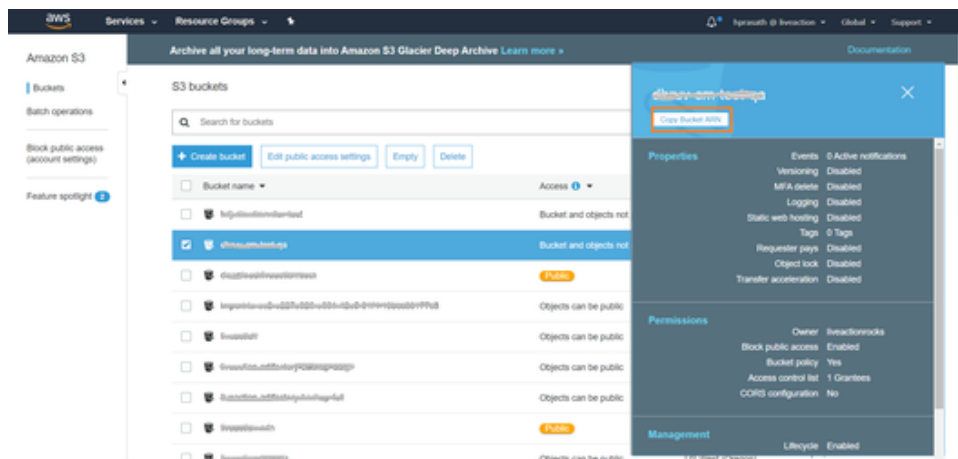 aws Services Resource Groups hprasath @ liveaction Global Support
Archive all your long-term data into Amazon S3 Glacier Deep Archive Learn more » Documentation
Amazon S3
Buckets
Batch operations
Block public access
(account settings)
Feature spotlight 2
S3 buckets
Search for buckets
+ Create bucket Edit public access settings Empty Delete
Bucket name Access
Bucket and objects not
Bucket and objects not
Public
Objects can be public
Objects can be public
Objects can be public
Objects can be public
Public
Objects can be public
Copy Bucket ARN
Properties
Events 0 Active notifications
Versioning Disabled
MFA delete Disabled
Logging Disabled
Static web hosting Disabled
Tags 0 Tags
Requester pays Disabled
Object lock Disabled
Transfer acceleration Disabled
Permissions
Owner liveactionrocks
Block public access Enabled
Bucket policy Yes
Access control list 1 Grantees
CORS configuration No
Management
Lifecycle Enabled